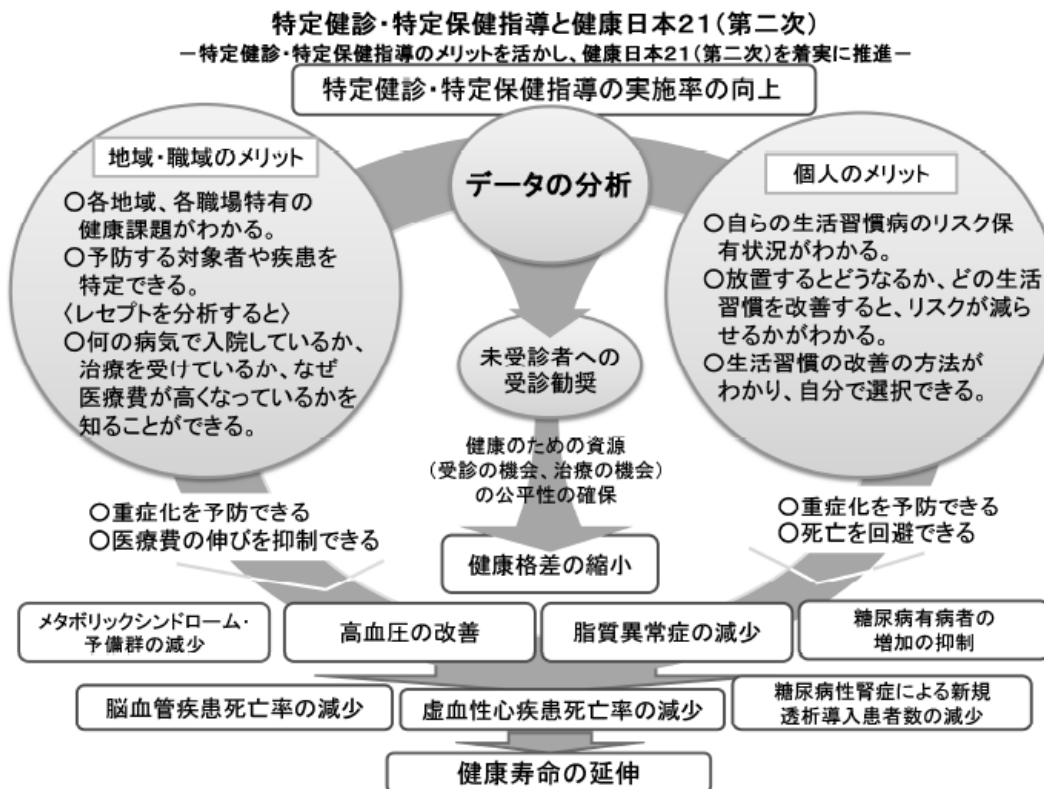 特定健診・特定保健指導と健康日本21(第二次)
－特定健診・特定保健指導のメリットを活かし、健康日本21(第二次)を着実に推進－
特定健診・特定保健指導の実施率の向上
地域・職域のメリット
○各地域、各職場特有の
健康課題がわかる。
○予防する対象者や疾患を
特定できる。
〈レセプトを分析すると〉
○何の病気で入院しているか、
治療を受けているか、なぜ
医療費が高くなっているかを
知ることができる。
○重症化を予防できる
○医療費の伸びを抑制できる
データの分析
未受診者への
受診勧奨
健康のための資源
(受診の機会、治療の機会)
の公平性の確保
健康格差の縮小
個人のメリット
○自らの生活習慣病のリスク保
有状況がわかる。
○放置するとどうなるか、どの生活
習慣を改善すると、リスクが減ら
せるかがわかる。
○生活習慣の改善の方法が
わかり、自分で選択できる。
○重症化を予防できる
○死亡を回避できる
メタボリックシンドローム・
予備群の減少
高血圧の改善
脂質異常症の減少
糖尿病有病者の
増加の抑制
脳血管疾患死亡率の減少
虚血性心疾患死亡率の減少
糖尿病性腎症による新規
透析導入患者数の減少
健康寿命の延伸